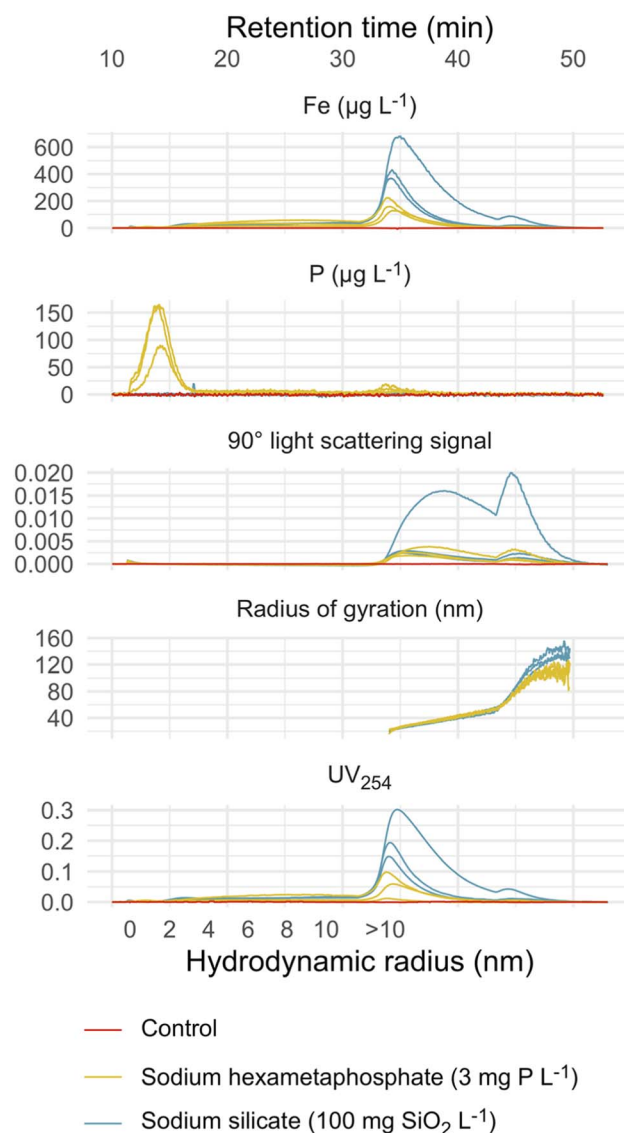 Retention time (min)
10 20 30 40 50
Fe (µg L-1)
600
400
200
0
P (µg L-1)
150
100
50
0
90° light scattering signal
0.020
0.015
0.010
0.005
0.000
Radius of gyration (nm)
160
120
80
40
UV254
0.3
0.2
0.1
0.0
0 2 4 6 8 10 >10
Hydrodynamic radius (nm)
Control
Sodium hexametaphosphate (3 mg P L-1)
Sodium silicate (100 mg SiO2 L-1)